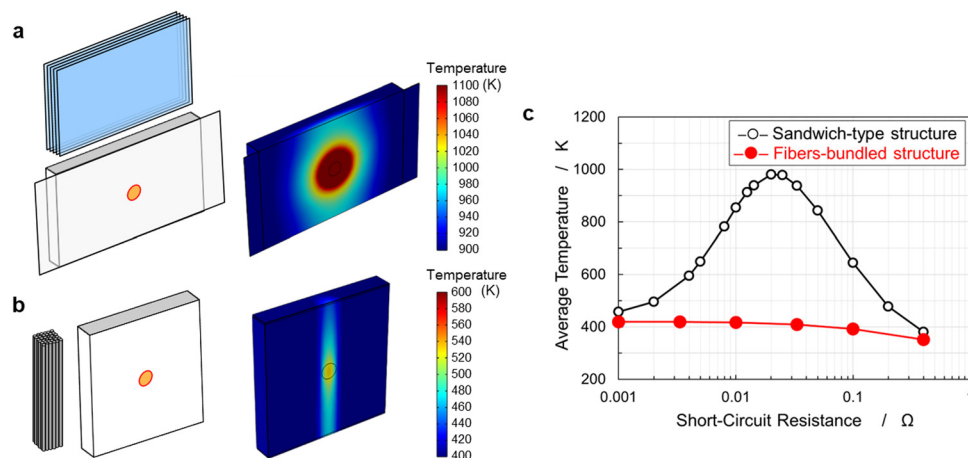 a
Temperature
(K)
1100
1080
1060
1040
1020
1000
980
960
940
920
900
b
Temperature
(K)
600
580
560
540
520
500
480
460
440
420
400
c
Sandwich-type structure
Fibers-bundled structure
Average Temperature / K
1200
1000
800
600
400
200
0.001
0.01
0.1
Short-Circuit Resistance / Ω